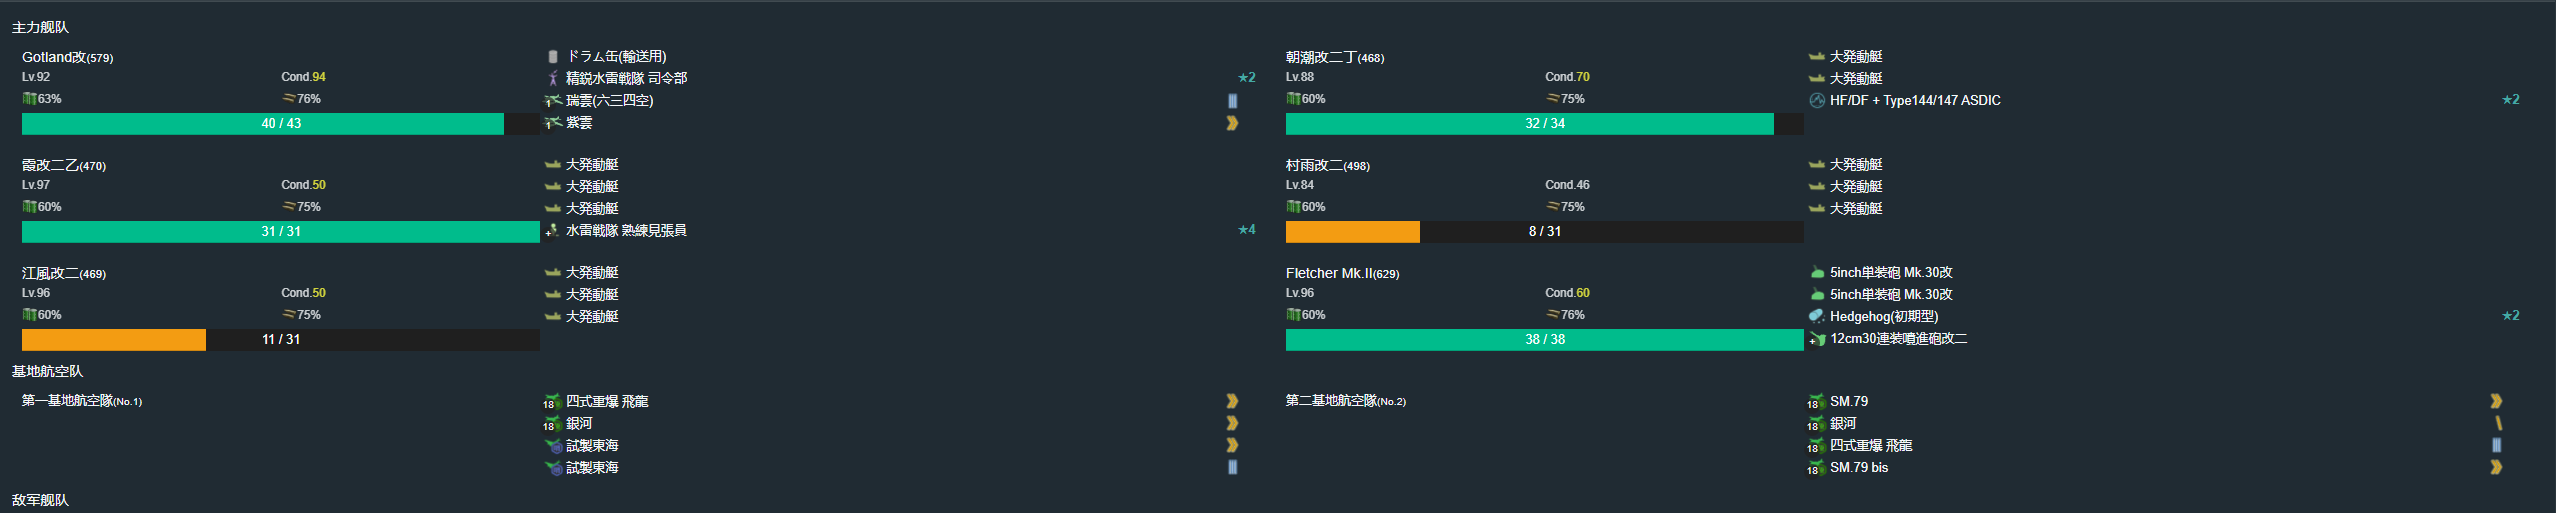 主力舰队
Gotland改(579)
Lv.92 Cond.94
63% 76%
40 / 43
ドラム缶(輸送用)
精鋭水雷戦隊 司令部 ★2
1 瑞雲(六三四空)
1 紫雲
朝潮改二丁(468)
Lv.88 Cond.70
60% 75%
32 / 34
大発動艇
大発動艇
HF/DF + Type144/147 ASDIC ★2
霞改二乙(470)
Lv.97 Cond.50
60% 75%
31 / 31
大発動艇
大発動艇
大発動艇
+ 水雷戦隊 熟練見張員 ★4
村雨改二(498)
Lv.84 Cond.46
60% 75%
8 / 31
大発動艇
大発動艇
大発動艇
江風改二(469)
Lv.96 Cond.50
60% 75%
11 / 31
大発動艇
大発動艇
大発動艇
Fletcher Mk.II(629)
Lv.96 Cond.60
60% 76%
38 / 38
5inch単装砲 Mk.30改
5inch単装砲 Mk.30改
Hedgehog(初期型) ★2
+ 12cm30連装噴進砲改二
基地航空队
第一基地航空隊(No.1)
18 四式重爆 飛龍
18 銀河
試製東海
試製東海
第二基地航空隊(No.2)
18 SM.79
18 銀河
18 四式重爆 飛龍
18 SM.79 bis
敌军舰队